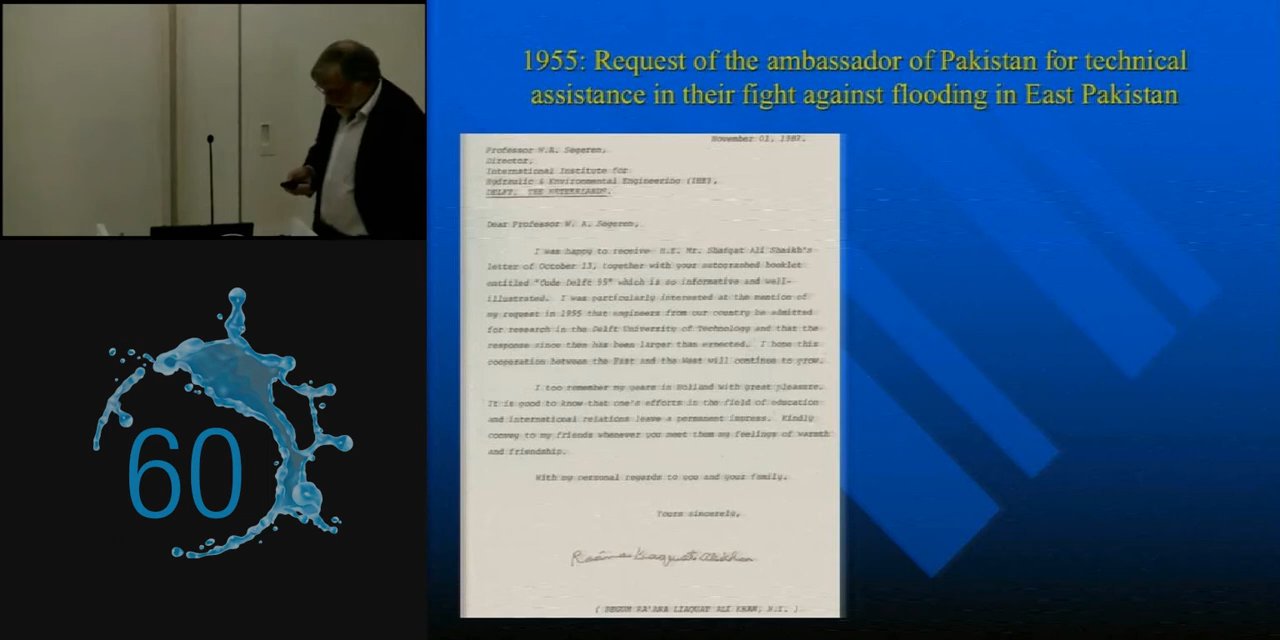 1955: Request of the ambassador of Pakistan for technical
assistance in their fight against flooding in East Pakistan
November 01, 1987.
Professor W.A. Segeren,
Director,
International Institute for
Hydraulic & Environmental Engineering (IHE),
DELFT, THE NETHERLANDS.
Dear Professor W. A. Segeren,
I was happy to receive H.E. Mr. Shafqat Ali Shaikh's
letter of October 13, together with your autographed booklet
entitled "Oude Delft 95" which is so informative and well-
illustrated. I was particularly interested at the mention of
my request in 1955 that engineers from our country be admitted
for research in the Delft University of Technology and that the
response since then has been larger than expected. I hope this
cooperation between the East and the West will continue to grow.
I too remember my years in Holland with great pleasure.
It is good to know that one's efforts in the field of education
and international relations leave a permanent impress. Kindly
convey to my friends whenever you meet them my feelings of warmth
and friendship.
With my personal regards to you and your family.
Yours sincerely,
Ra'ana Liaquat Ali Khan
( BEGUM RA'ANA LIAQUAT ALI KHAN, N.I. )
60